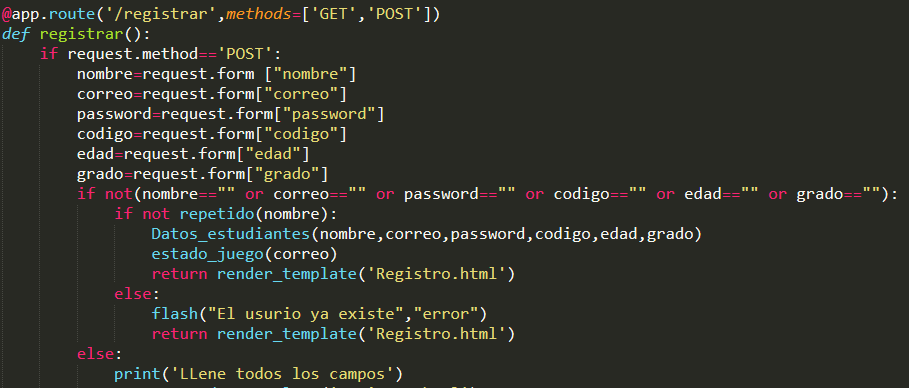 @app.route('/registrar',methods=['GET','POST'])
def registrar():
    if request.method=='POST':
        nombre=request.form ["nombre"]
        correo=request.form["correo"]
        password=request.form["password"]
        codigo=request.form["codigo"]
        edad=request.form["edad"]
        grado=request.form["grado"]
        if not(nombre=="" or correo=="" or password=="" or codigo=="" or edad=="" or grado==""):
            if not repetido(nombre):
                Datos_estudiantes(nombre,correo,password,codigo,edad,grado)
                estado_juego(correo)
                return render_template('Registro.html')
            else:
                flash("El usurio ya existe","error")
                return render_template('Registro.html')
        else:
            print('LLene todos los campos')